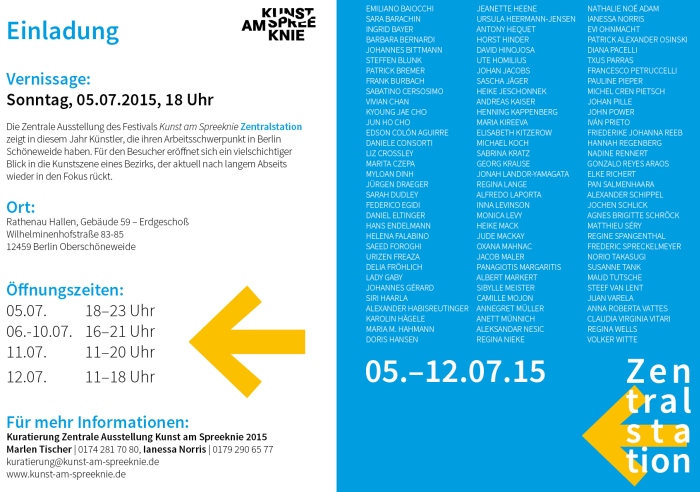 Einladung
KUNST
AM SPREE
KNIE
Vernissage:
Sonntag, 05.07.2015, 18 Uhr
Die Zentrale Ausstellung des Festivals Kunst am Spreeknie Zentralstation
zeigt in diesem Jahr Künstler, die ihren Arbeitsschwerpunkt in Berlin
Schöneweide haben. Für den Besucher eröffnet sich ein vielschichtiger
Blick in die Kunstszene eines Bezirks, der aktuell nach langem Abseits
wieder in den Fokus rückt.
Ort:
Rathenau Hallen, Gebäude 59 – Erdgeschoß
Wilhelminenhofstraße 83-85
12459 Berlin Oberschöneweide
Öffnungszeiten:
05.07. 18–23 Uhr
06.-10.07. 16–21 Uhr
11.07. 11–20 Uhr
12.07. 11–18 Uhr
Für mehr Informationen:
Kuratierung Zentrale Ausstellung Kunst am Spreeknie 2015
Marlen Tischer | 0174 281 70 80, Ianessa Norris | 0179 290 65 77
kuratierung@kunst-am-spreeknie.de
www.kunst-am-spreeknie.de
EMILIANO BAIOCCHI
SARA BARACHIN
INGRID BAYER
BARBARA BERNARDI
JOHANNES BITTMANN
STEFFEN BLUNK
PATRICK BREMER
FRANK BURBACH
SABATINO CERSOSIMO
VIVIAN CHAN
KYOUNG JAE CHO
JUN HO CHO
EDSON COLÓN AGUIRRE
DANIELE CONSORTI
LIZ CROSSLEY
MARITA CZEPA
MYLOAN DINH
JÜRGEN DRAEGER
SARAH DUDLEY
FEDERICO EGIDI
DANIEL ELTINGER
HANS ENDELMANN
HELENA FALABINO
SAEED FOROGHI
URIZEN FREAZA
DELIA FRÖHLICH
LADY GABY
JOHANNES GÉRARD
SIRI HAARLA
ALEXANDER HABISREUTINGER
KAROLIN HÄGELE
MARIA M. HAHMANN
DORIS HANSEN
JEANETTE HEENE
URSULA HEERMANN-JENSEN
ANTONY HEQUET
HORST HINDER
DAVID HINOJOSA
UTE HOMILIUS
JOHAN JACOBS
SASCHA JÄGER
HEIKE JESCHONNEK
ANDREAS KAISER
HENNING KAPPENBERG
MARIA KIREEVA
ELISABETH KITZEROW
MICHAEL KOCH
SABRINA KRATZ
GEORG KRAUSE
JONAH LANDOR-YAMAGATA
REGINA LANGE
ALFREDO LAPORTA
INNA LEVINSON
MONICA LEVY
HEIKE MACK
JUDE MACKAY
OXANA MAHNAC
JACOB MALER
PANAGIOTIS MARGARITIS
ALBERT MARKERT
SIBYLLE MEISTER
CAMILLE MOJON
ANNEGRET MÜLLER
ANETT MÜNNICH
ALEKSANDAR NESIC
REGINA NIEKE
NATHALIE NOÈ ADAM
IANESSA NORRIS
EVI OHNMACHT
PATRICK ALEXANDER OSINSKI
DIANA PACELLI
TXUS PARRAS
FRANCESCO PETRUCCELLI
PAULINE PIEPER
MICHEL CREN PIETSCH
JOHAN PILLE
JOHN POWER
IVÁN PRIETO
FRIEDERIKE JOHANNA REEB
HANNAH REGENBERG
NADINE RENNERT
GONZALO REYES ARAOS
ELKE RICHERT
PAN SALMENHAARA
ALEXANDER SCHIPPEL
JOCHEN SCHLICK
AGNES BRIGITTE SCHRÖCK
MATTHIEU SÉRY
REGINE SPANGENTHAL
FREDERIC SPRECKELMEYER
NORIO TAKASUGI
SUSANNE TANK
MAUD TUTSCHE
STEEF VAN LENT
JUAN VARELA
ANNA ROBERTA VATTES
CLAUDIA VIRGINIA VITARI
REGINA WELLS
VOLKER WITTE
05.–12.07.15
Zen
tral
sta
tion